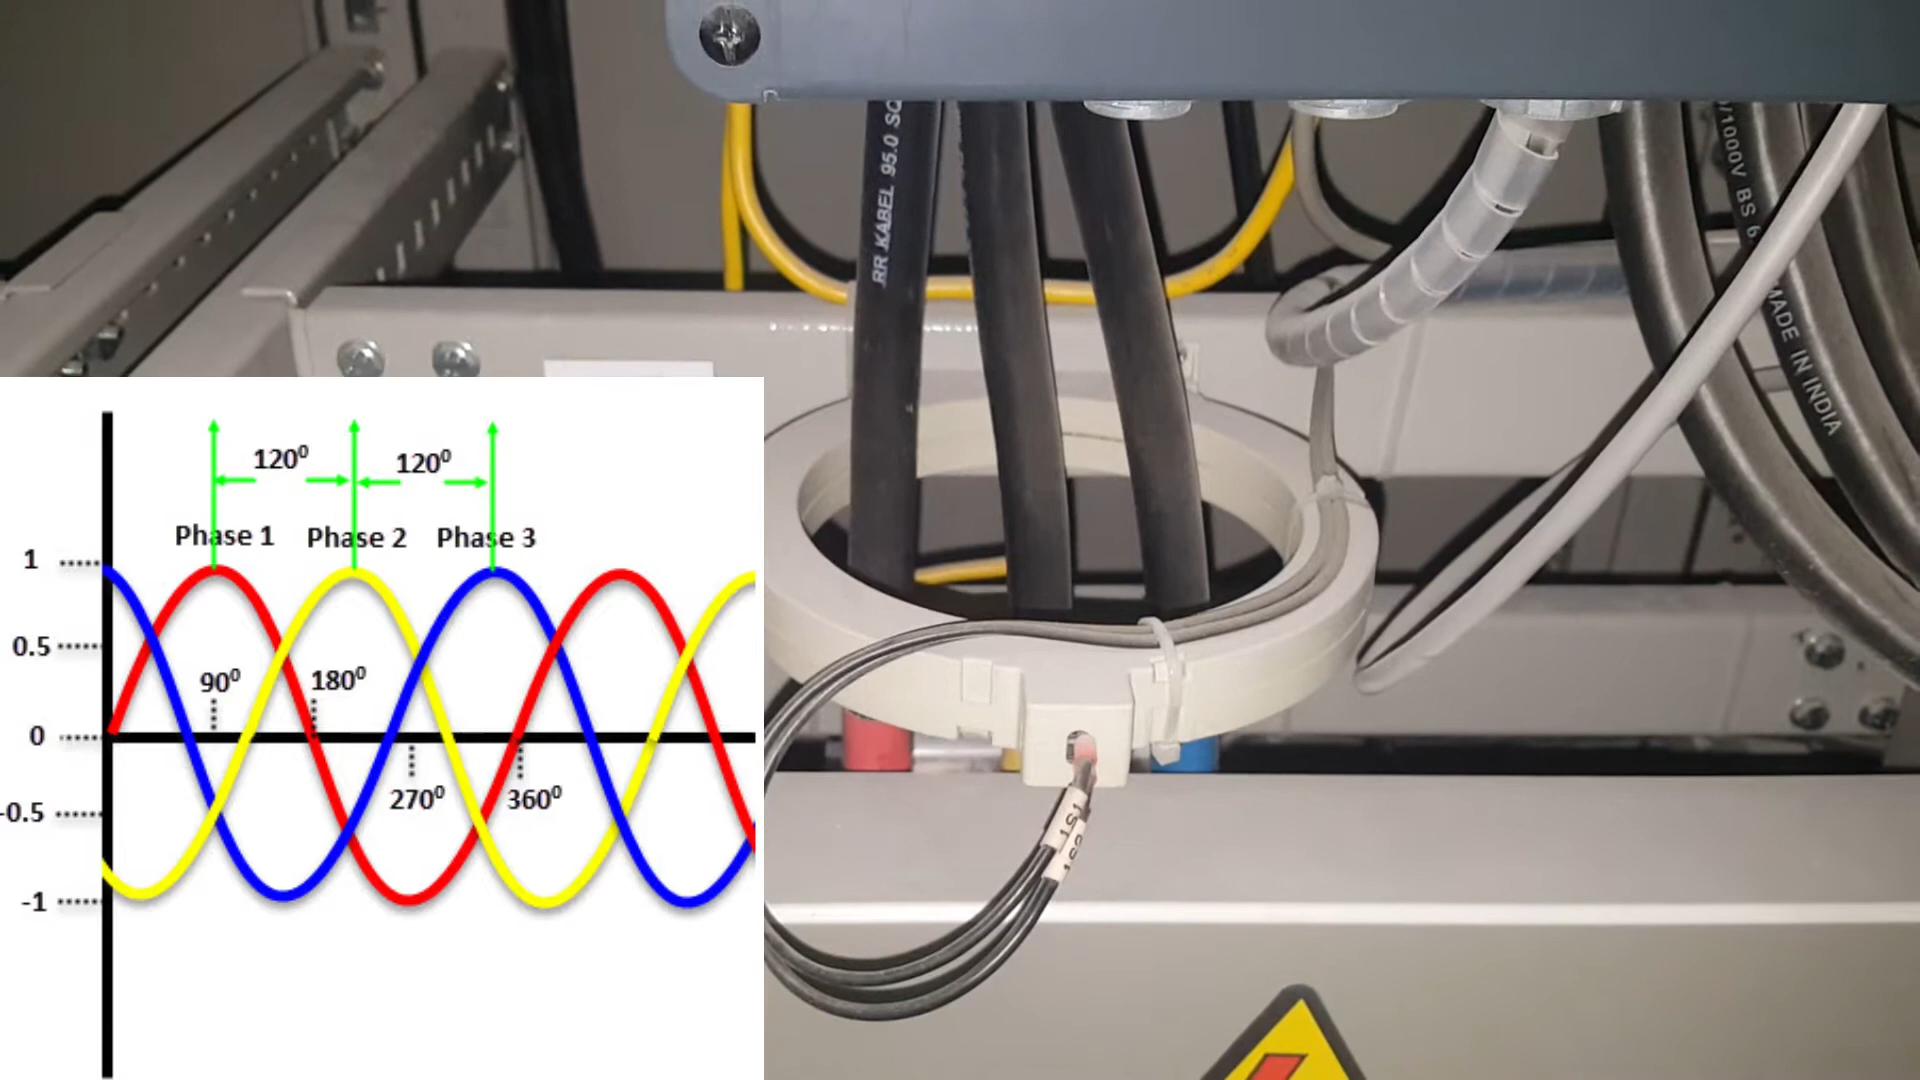 RR KABEL 95.0 SQ
/1000V BS 6
MADE IN INDIA
120⁰
120⁰
Phase 1
Phase 2
Phase 3
1
0.5
90⁰
180⁰
0
270⁰
360⁰
-0.5
-1
1S1